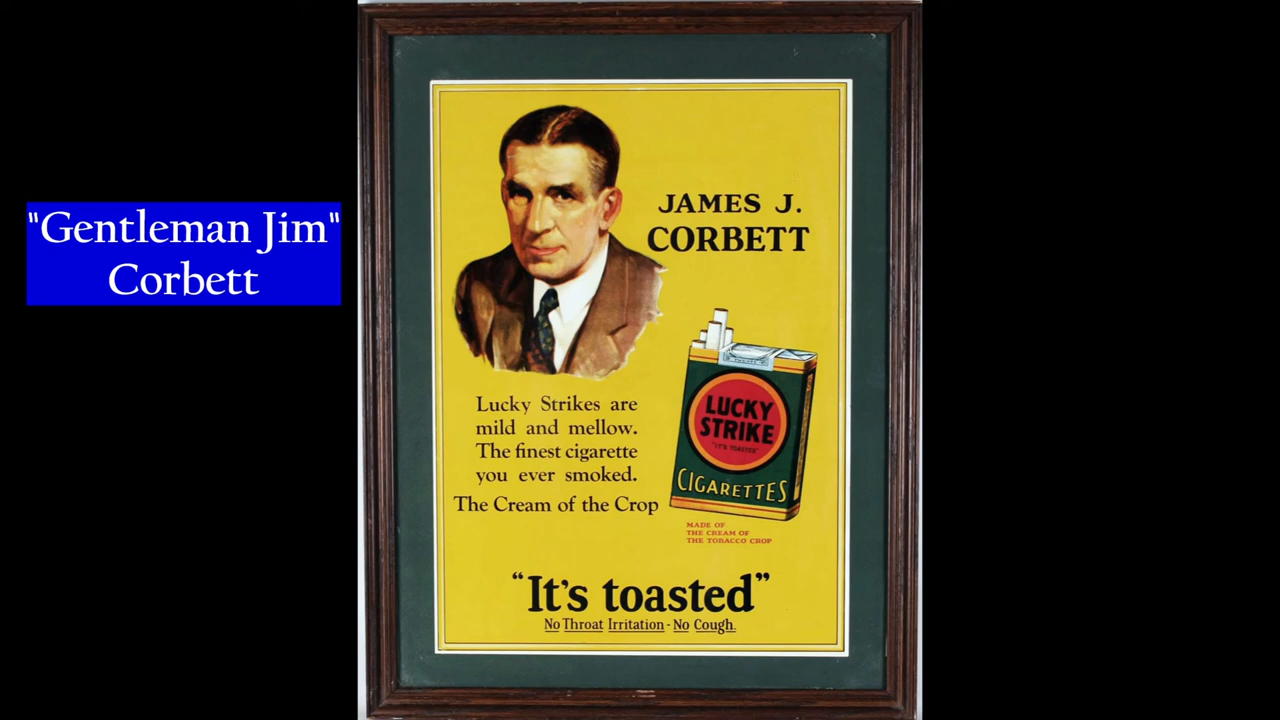 "Gentleman Jim"
Corbett
JAMES J.
CORBETT
Lucky Strikes are
mild and mellow.
The finest cigarette
you ever smoked.
The Cream of the Crop
LUCKY
STRIKE
"IT'S TOASTED"
CIGARETTES
MADE OF
THE CREAM OF
THE TOBACCO CROP
"It's toasted"
No Throat Irritation - No Cough.